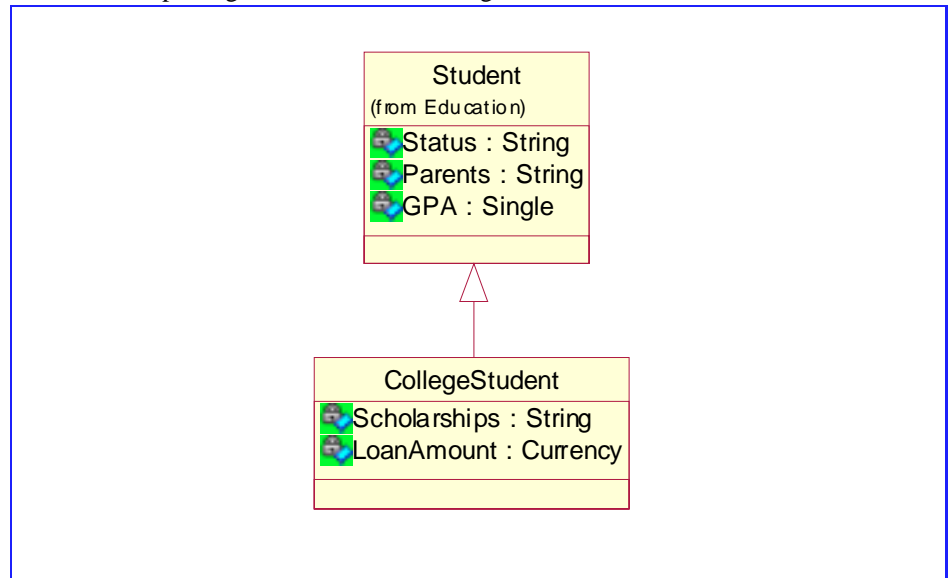 Student
(from Education)
Status : String
Parents : String
GPA : Single
CollegeStudent
Scholarships : String
LoanAmount : Currency